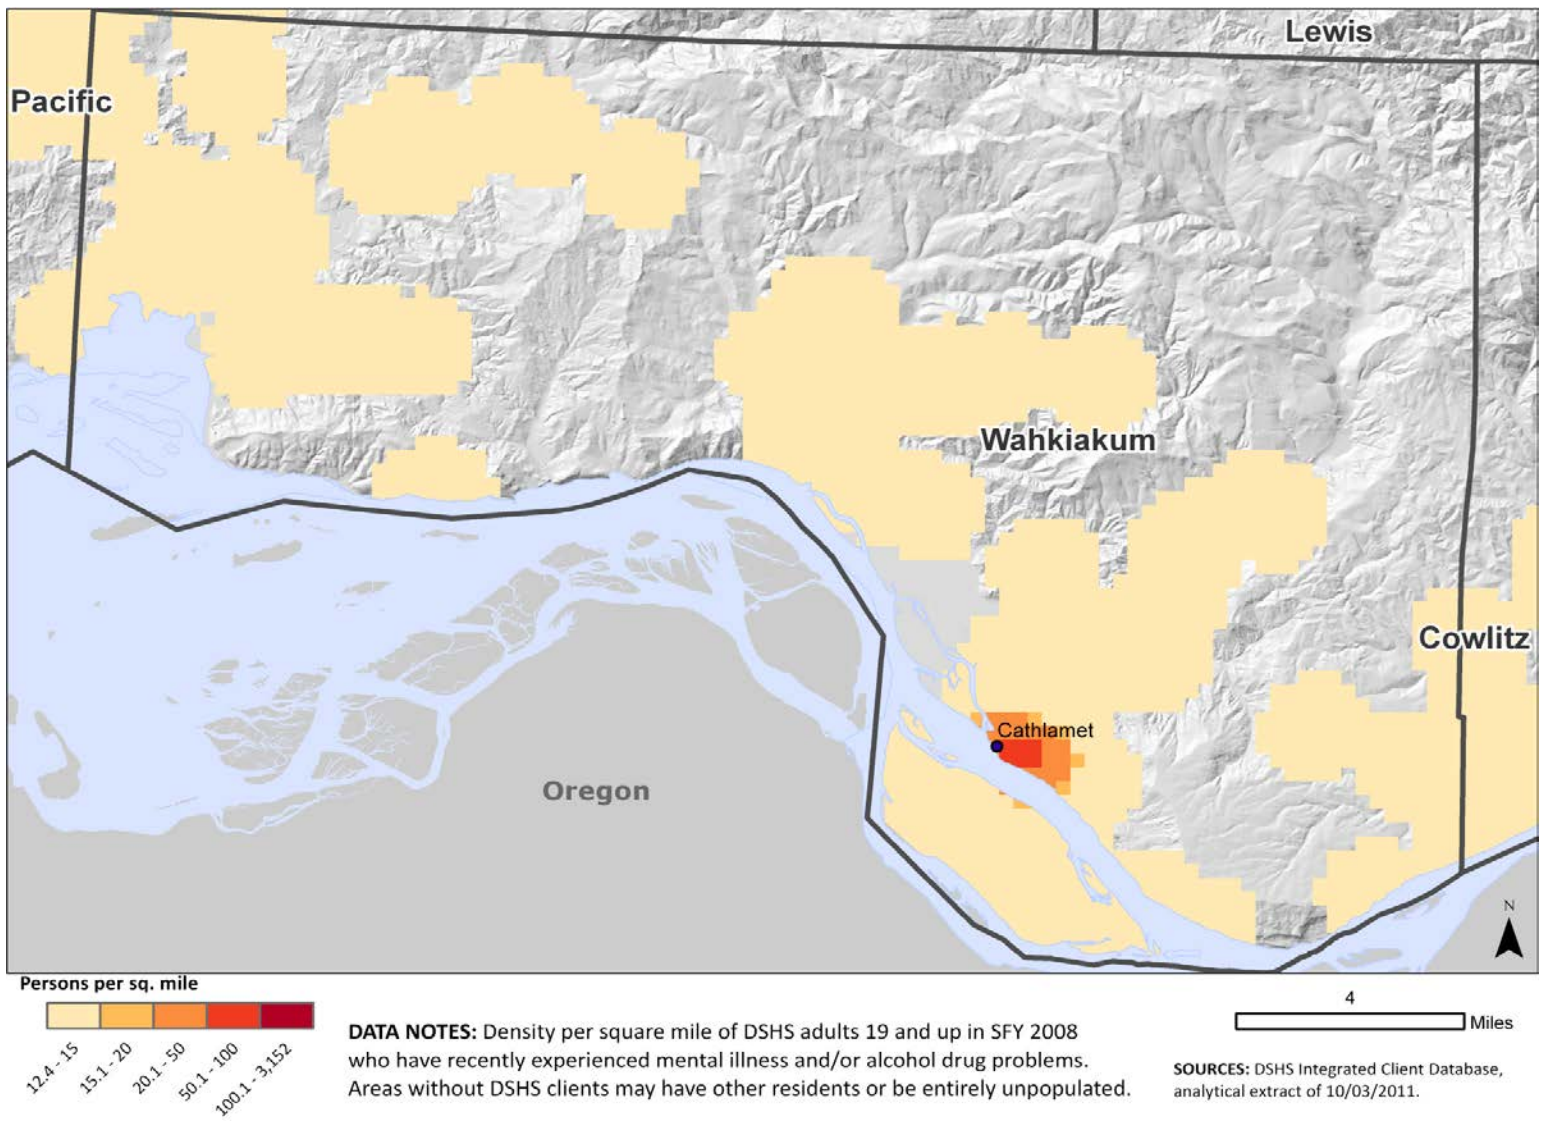 Lewis
Pacific
Wahkiakum
Cowlitz
Cathlamet
Oregon
N
Persons per sq. mile
12.4 - 15
15.1 - 20
20.1 - 50
50.1 - 100
100.1 - 3,152
DATA NOTES: Density per square mile of DSHS adults 19 and up in SFY 2008
who have recently experienced mental illness and/or alcohol drug problems.
Areas without DSHS clients may have other residents or be entirely unpopulated.
4
Miles
SOURCES: DSHS Integrated Client Database,
analytical extract of 10/03/2011.